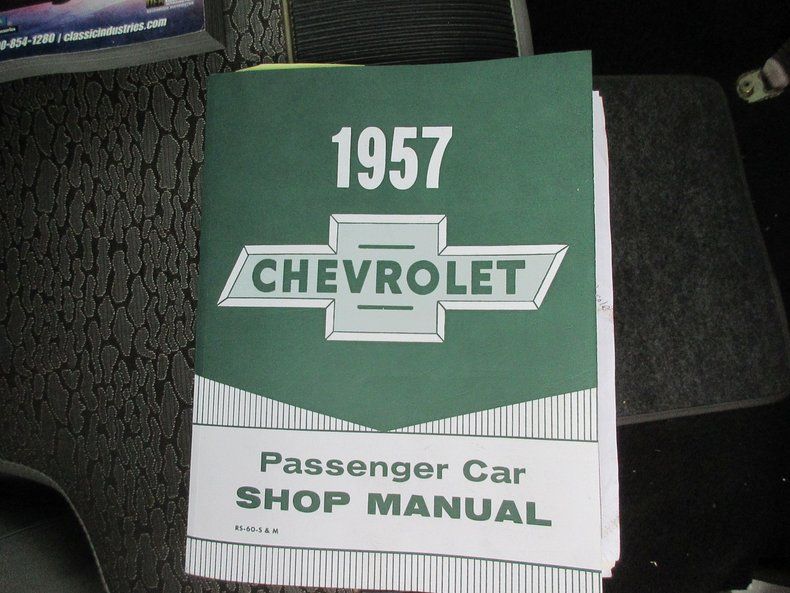 0-854-1280 | classicindustries.com
1957
CHEVROLET
Passenger Car
SHOP MANUAL
RS-60-S & M